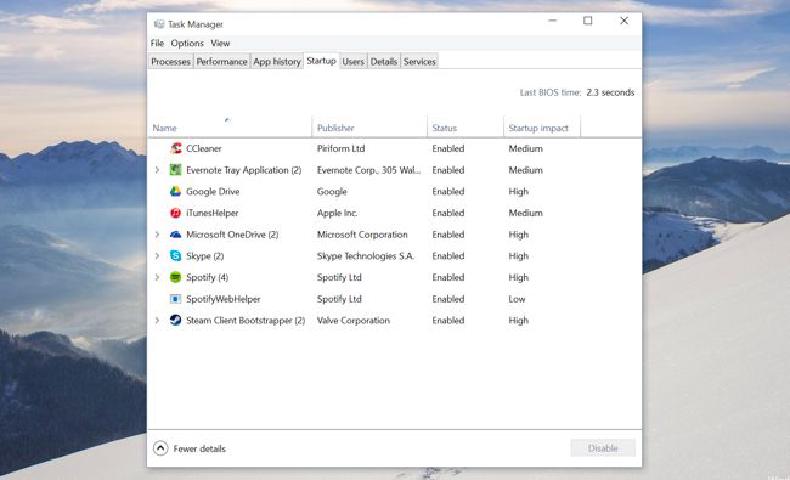 Task Manager
File Options View
Processes Performance App history Startup Users Details Services
Last BIOS time: 2.3 seconds
Name Publisher Status Startup impact
CCleaner Piriform Ltd Enabled Medium
Evernote Tray Application (2) Evernote Corp., 305 Wal... Enabled Medium
Google Drive Google Enabled High
iTunesHelper Apple Inc. Enabled Medium
Microsoft OneDrive (2) Microsoft Corporation Enabled High
Skype (2) Skype Technologies S.A. Enabled High
Spotify (4) Spotify Ltd Enabled High
SpotifyWebHelper Spotify Ltd Enabled Low
Steam Client Bootstrapper (2) Valve Corporation Enabled High
Fewer details Disable